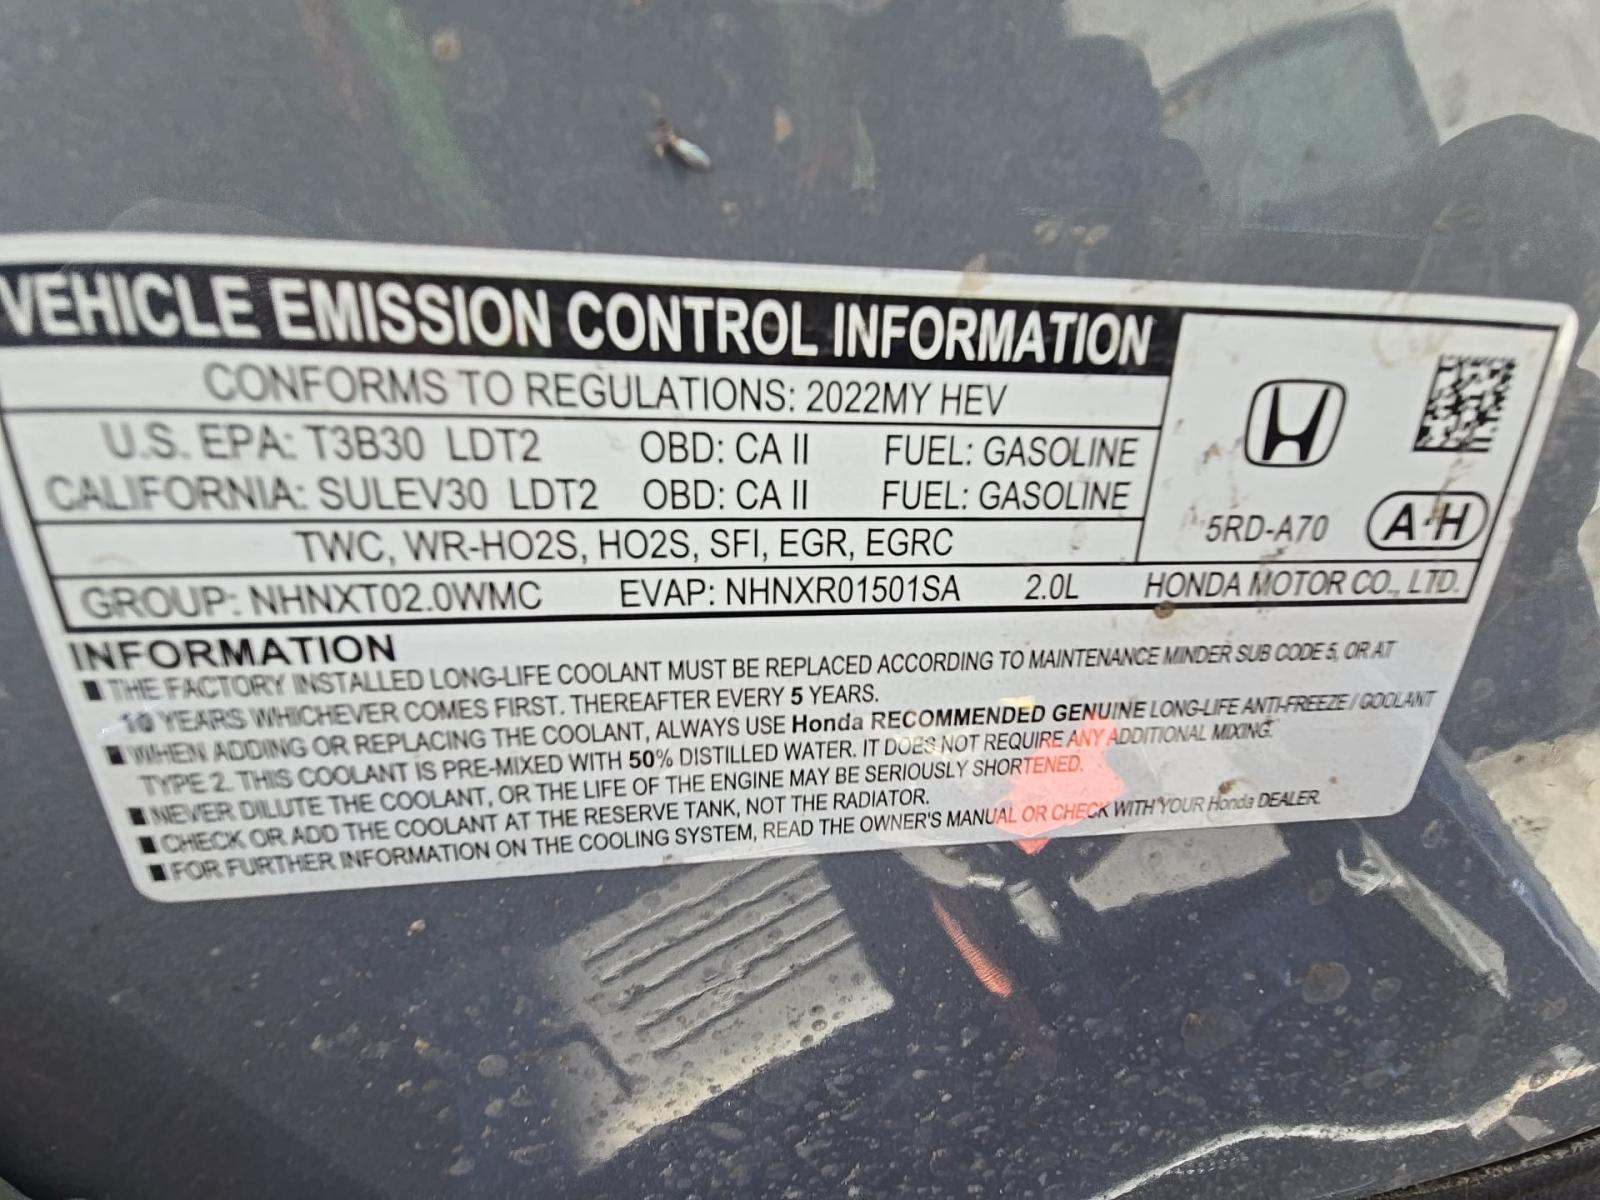 VEHICLE EMISSION CONTROL INFORMATION
CONFORMS TO REGULATIONS: 2022MY HEV
U.S. EPA: T3B30 LDT2 OBD: CA II FUEL: GASOLINE
CALIFORNIA: SULEV30 LDT2 OBD: CA II FUEL: GASOLINE
5RD-A70 A-H
TWC, WR-HO2S, HO2S, SFI, EGR, EGRC
GROUP: NHNXT02.0WMC EVAP: NHNXR01501SA 2.0L HONDA MOTOR CO., LTD.
INFORMATION
■ THE FACTORY INSTALLED LONG-LIFE COOLANT MUST BE REPLACED ACCORDING TO MAINTENANCE MINDER SUB CODE 5, OR AT
10 YEARS WHICHEVER COMES FIRST. THEREAFTER EVERY 5 YEARS.
■ WHEN ADDING OR REPLACING THE COOLANT, ALWAYS USE Honda RECOMMENDED GENUINE LONG-LIFE ANTI-FREEZE / COOLANT
TYPE 2. THIS COOLANT IS PRE-MIXED WITH 50% DISTILLED WATER. IT DOES NOT REQUIRE ANY ADDITIONAL MIXING.
■ NEVER DILUTE THE COOLANT, OR THE LIFE OF THE ENGINE MAY BE SERIOUSLY SHORTENED.
■ CHECK OR ADD THE COOLANT AT THE RESERVE TANK, NOT THE RADIATOR.
■ FOR FURTHER INFORMATION ON THE COOLING SYSTEM, READ THE OWNER'S MANUAL OR CHECK WITH YOUR Honda DEALER.